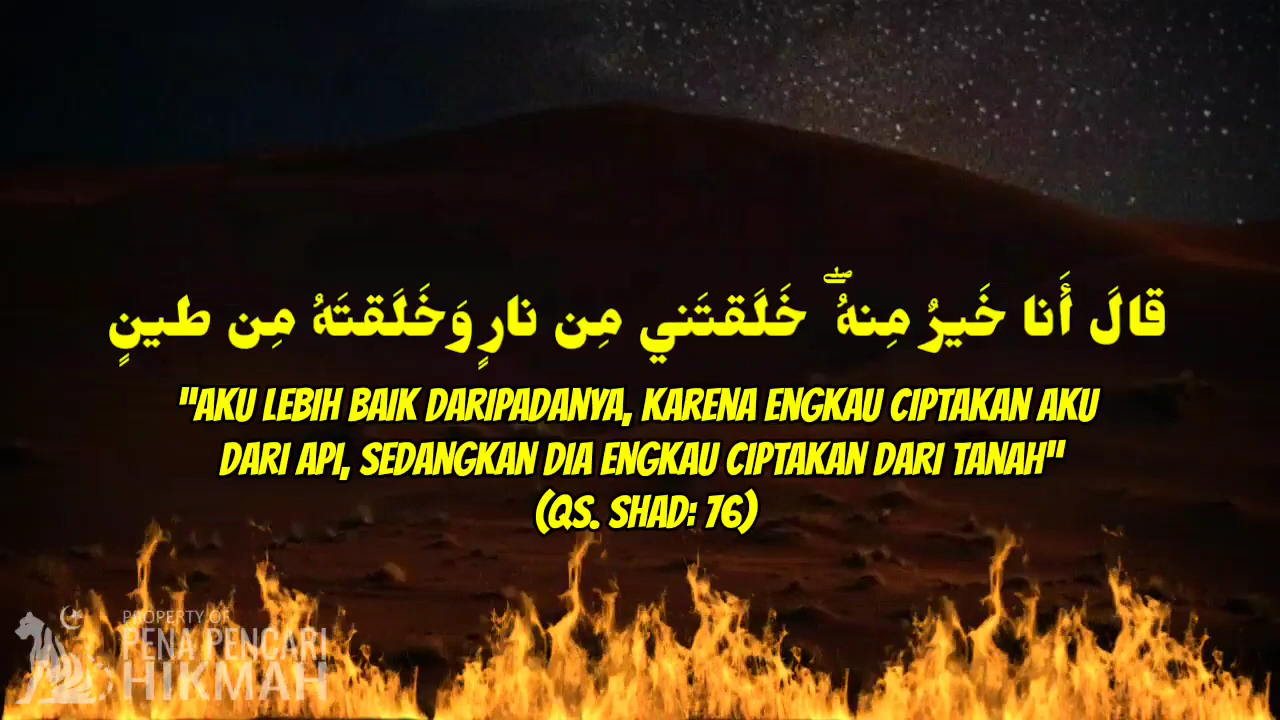 قالَ أَنا خَيرٌ مِنهُ ۖ خَلَقتَني مِن نارٍ وَخَلَقتَهُ مِن طينٍ
"AKU LEBIH BAIK DARIPADANYA, KARENA ENGKAU CIPTAKAN AKU
DARI API, SEDANGKAN DIA ENGKAU CIPTAKAN DARI TANAH"
(QS. SHAD: 76)
PROPERTY OF
PENA PENCARI
HIKMAH